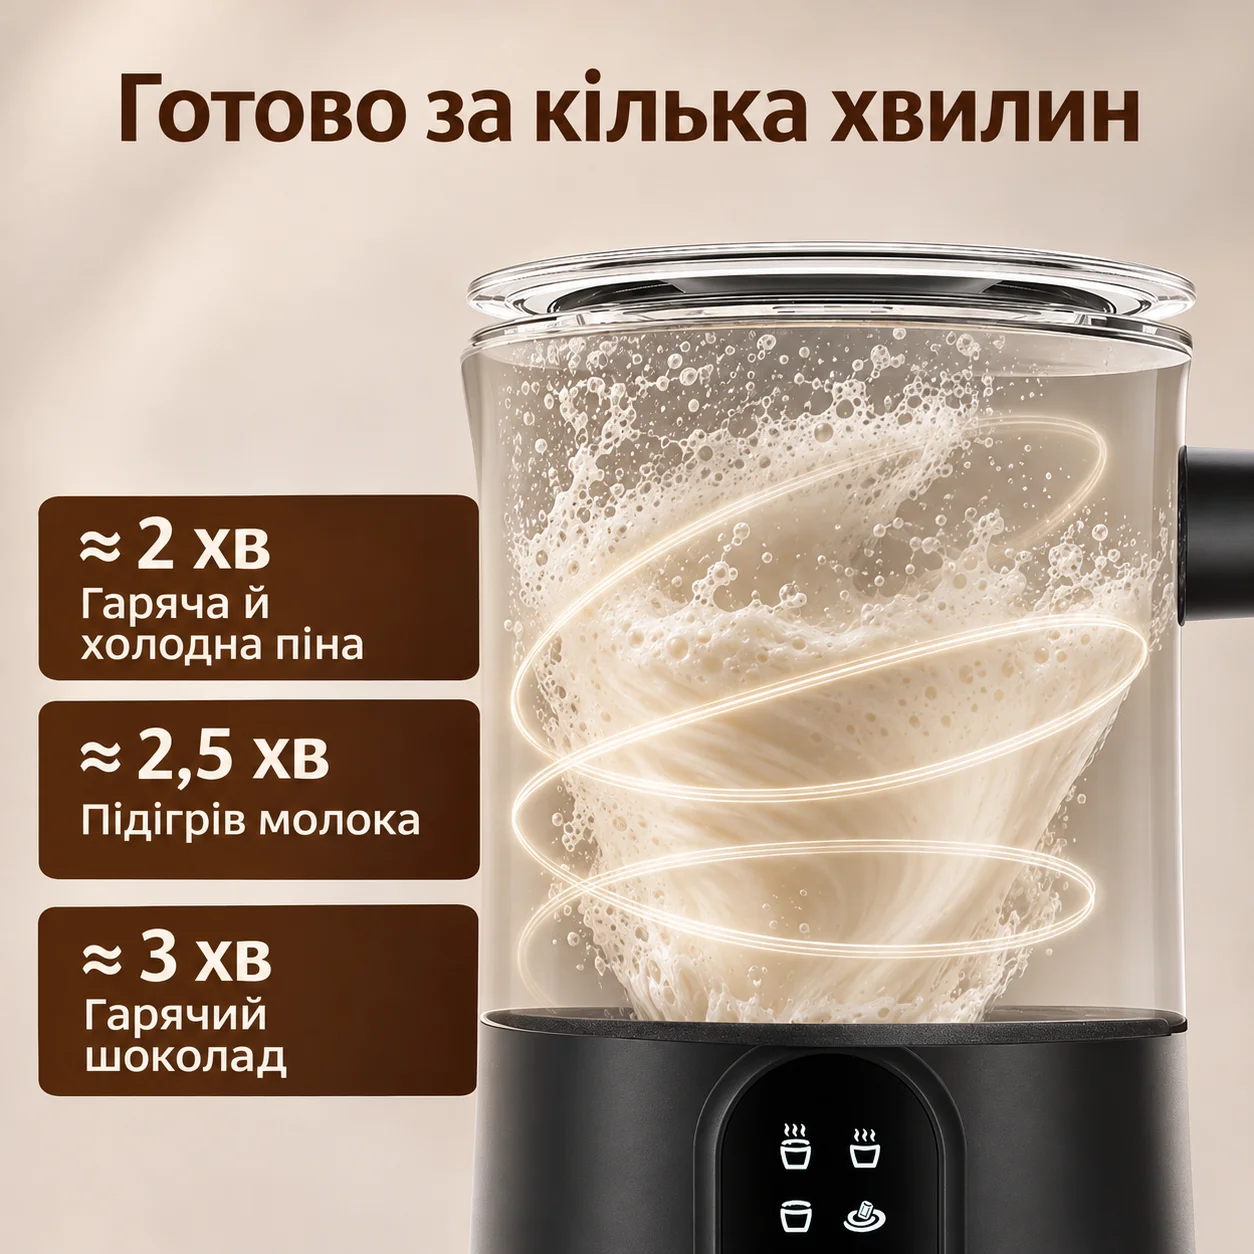 Готово за кілька хвилин
≈ 2 хв
Гаряча й
холодна піна
≈ 2,5 хв
Підігрів молока
≈ 3 хв
Гарячий
шоколад